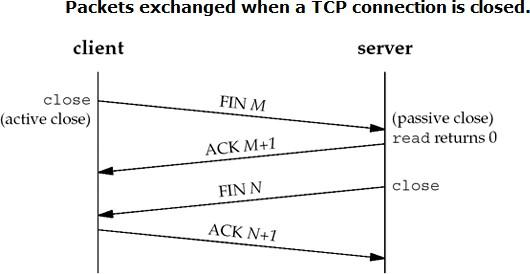 Packets exchanged when a TCP connection is closed.
client
server
close
(active close)
FIN M
(passive close)
read returns 0
ACK M+1
FIN N
close
ACK N+1